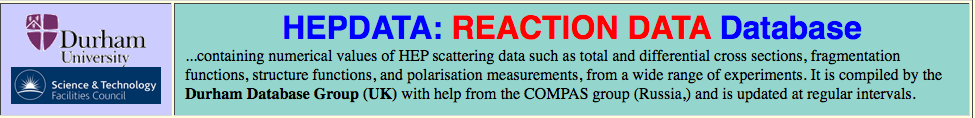 Durham
University
Science & Technology
Facilities Council
HEPDATA: REACTION DATA Database
...containing numerical values of HEP scattering data such as total and differential cross sections, fragmentation
functions, structure functions, and polarisation measurements, from a wide range of experiments. It is compiled by the
Durham Database Group (UK) with help from the COMPAS group (Russia,) and is updated at regular intervals.